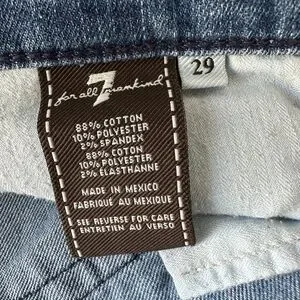 7
for all mankind
29
88% COTTON
10% POLYESTER
2% SPANDEX
88% COTON
10% POLYESTER
2% ELASTHANNE
MADE IN MEXICO
FABRIQUÉ AU MEXIQUE
SEE REVERSE FOR CARE
ENTRETIEN AU VERSO